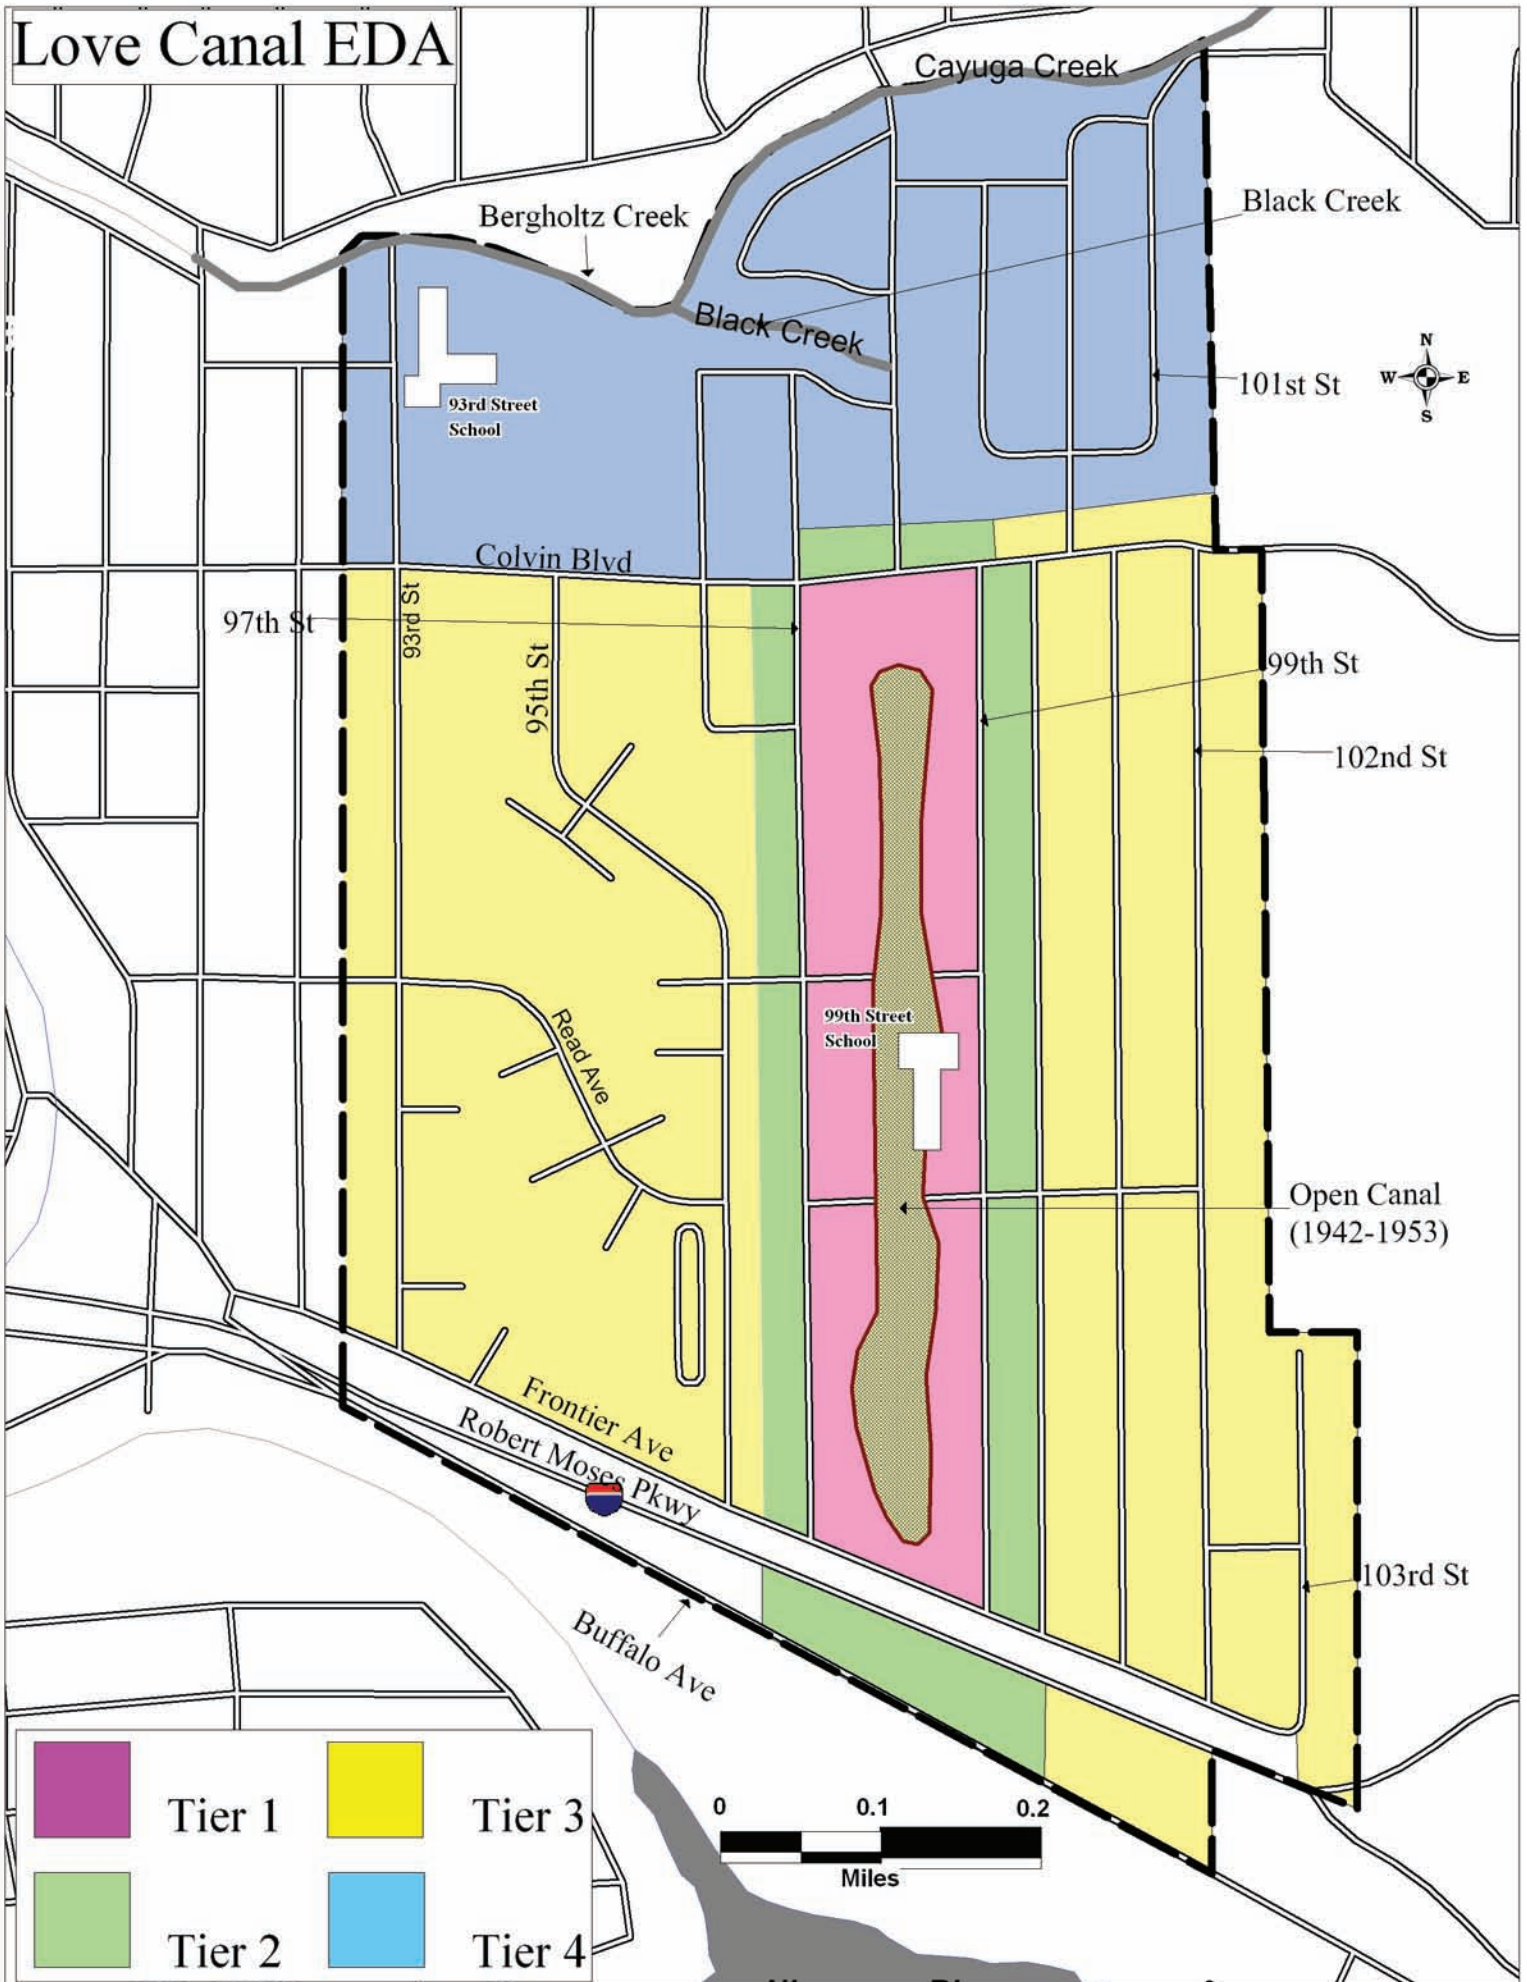 Love Canal EDA
Cayuga Creek
Bergholtz Creek
Black Creek
Black Creek
N
W E
S
101st St
93rd Street
School
Colvin Blvd
97th St
93rd St
95th St
99th St
102nd St
99th Street
School
Read Ave
Open Canal
(1942-1953)
Frontier Ave
Robert Moses Pkwy
103rd St
Buffalo Ave
Tier 1
Tier 3
Tier 2
Tier 4
0 0.1 0.2
Miles